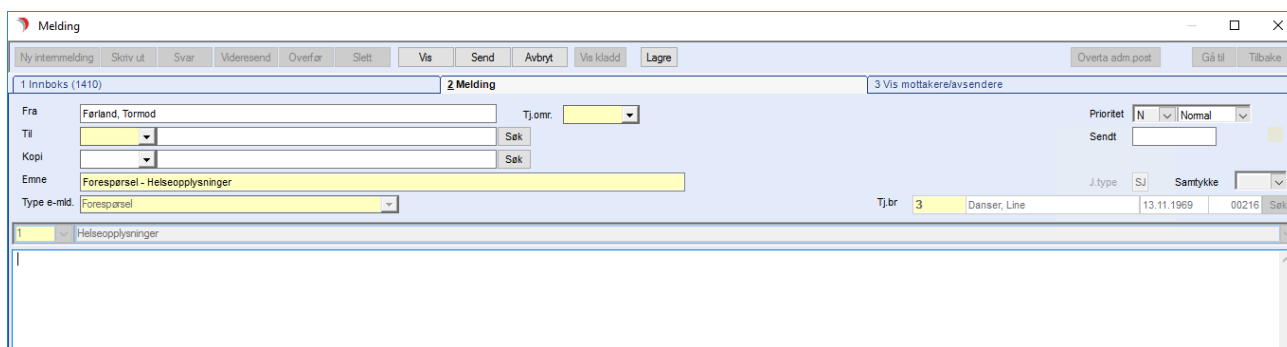 Melding
Ny internmelding Skriv ut Svar Videresend Overfør Slett Vis Send Avbryt Vis kladd Lagre Overta adm.post Gå til Tilbake
1 Innboks (1410) 2 Melding 3 Vis mottakere/avsendere
Fra Førland, Tormod Tj.omr. Prioritet N Normal
Til Søk Sendt
Kopi Søk
Emne Forespørsel - Helseopplysninger J.type SJ Samtykke
Type e-mld. Forespørsel Tj.br 3 Danser, Line 13.11.1969 00216 Søk
1 Helseopplysninger